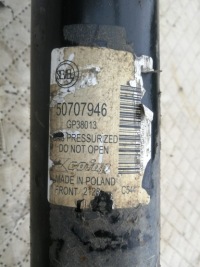 50707946
GP38013
PRESSURIZED
DO NOT OPEN
MADE IN POLAND
FRONT